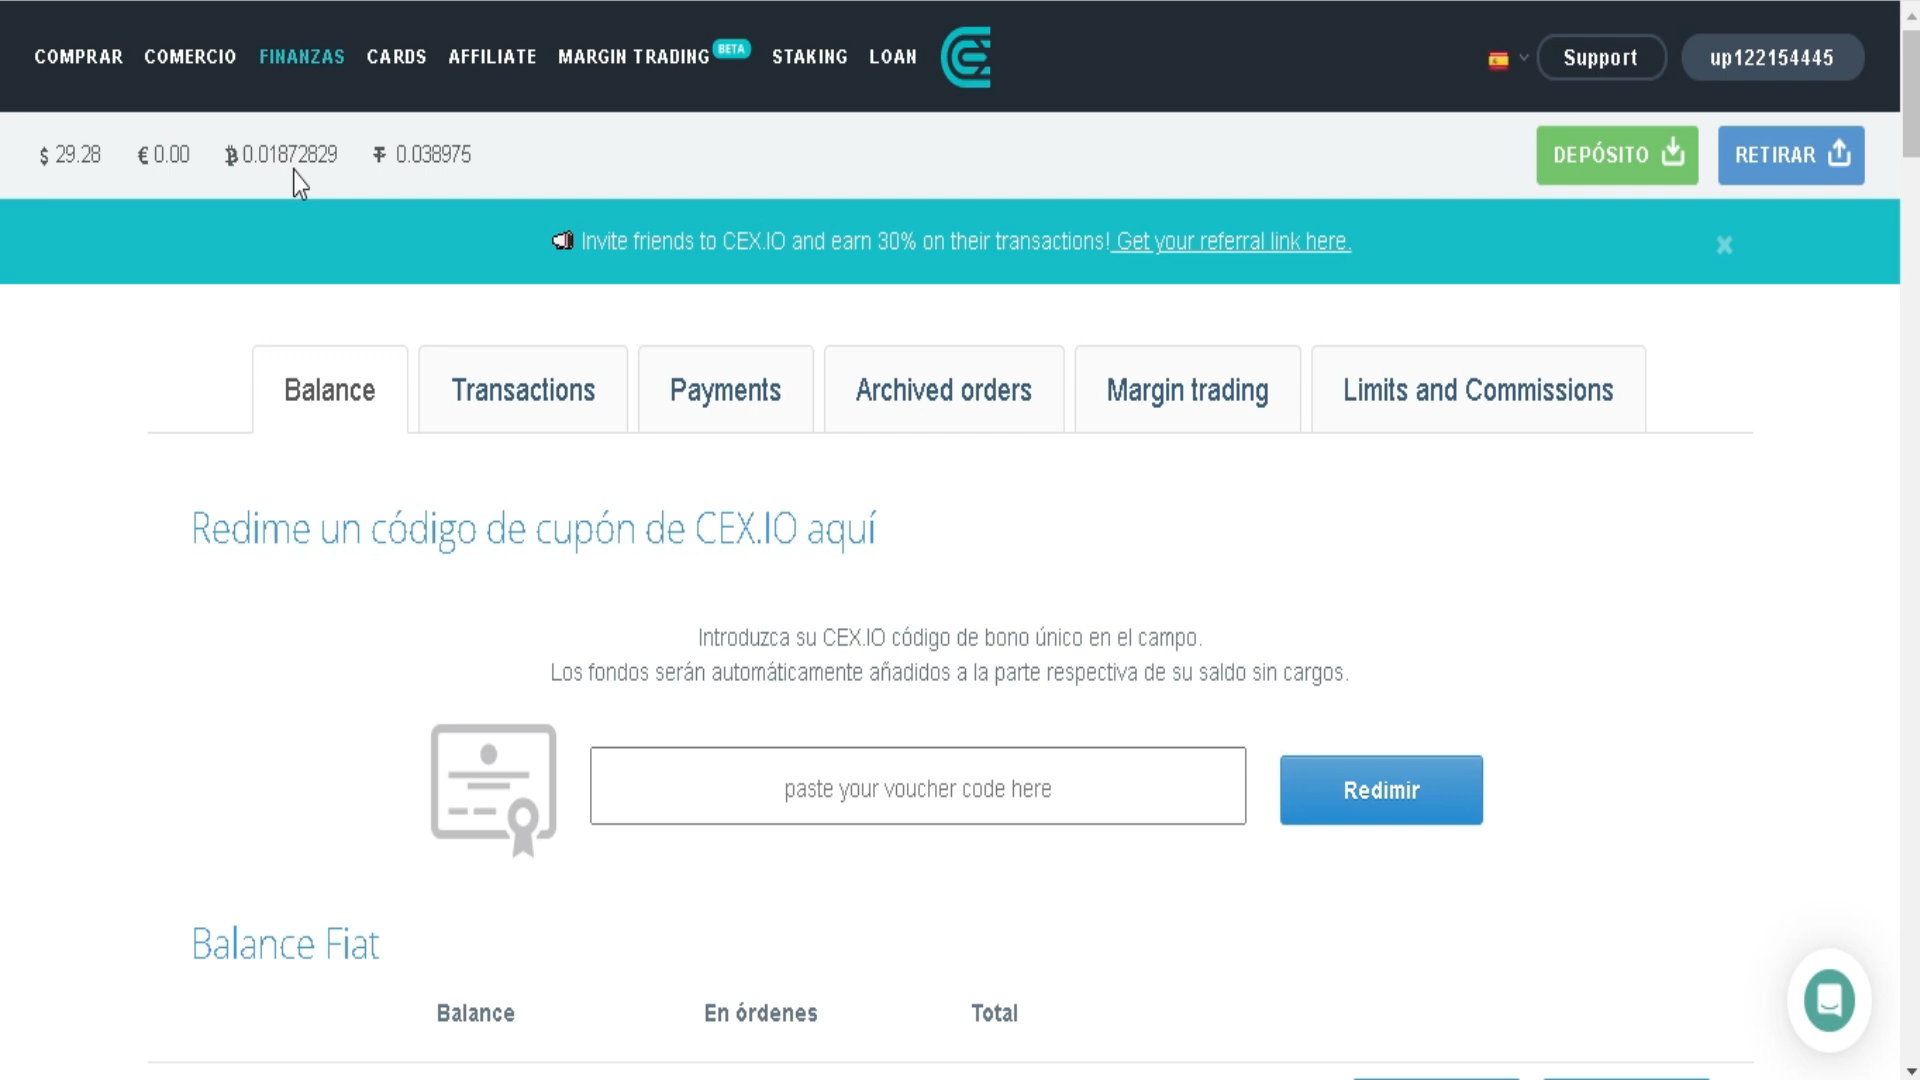 COMPRAR COMERCIO FINANZAS CARDS AFFILIATE MARGIN TRADING BETA STAKING LOAN Support up122154445
$ 29.28 € 0.00 ₿ 0.01872829 ₮ 0.038975 DEPÓSITO RETIRAR
Invite friends to CEX.IO and earn 30% on their transactions! Get your referral link here. ×
Balance Transactions Payments Archived orders Margin trading Limits and Commissions
Redime un código de cupón de CEX.IO aquí
Introduzca su CEX.IO código de bono único en el campo.
Los fondos serán automáticamente añadidos a la parte respectiva de su saldo sin cargos.
paste your voucher code here Redimir
Balance Fiat
Balance En órdenes Total